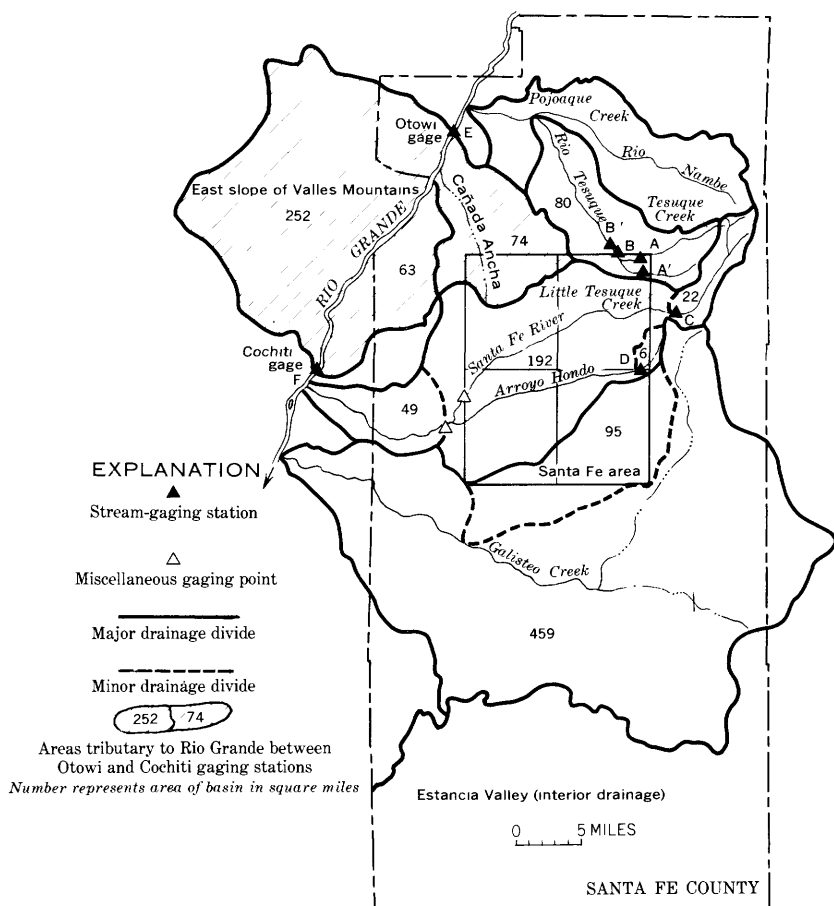 Pojoaque
Creek
Otowi
gage
E
Rio
Nambe
Rio
Tesuque
Tesuque
Creek
East slope of Valles Mountains
252
Cañada Ancha
80
B'
B
A
A'
74
RIO GRANDE
63
Little Tesuque
Creek
22
C
Santa Fe River
Cochiti
gage
F
192
D
6
Arroyo Hondo
49
95
Santa Fe area
EXPLANATION
Stream-gaging station
Miscellaneous gaging point
Galisteo Creek
Major drainage divide
459
Minor drainage divide
252
74
Areas tributary to Rio Grande between
Otowi and Cochiti gaging stations
Number represents area of basin in square miles
Estancia Valley (interior drainage)
0 5 MILES
SANTA FE COUNTY